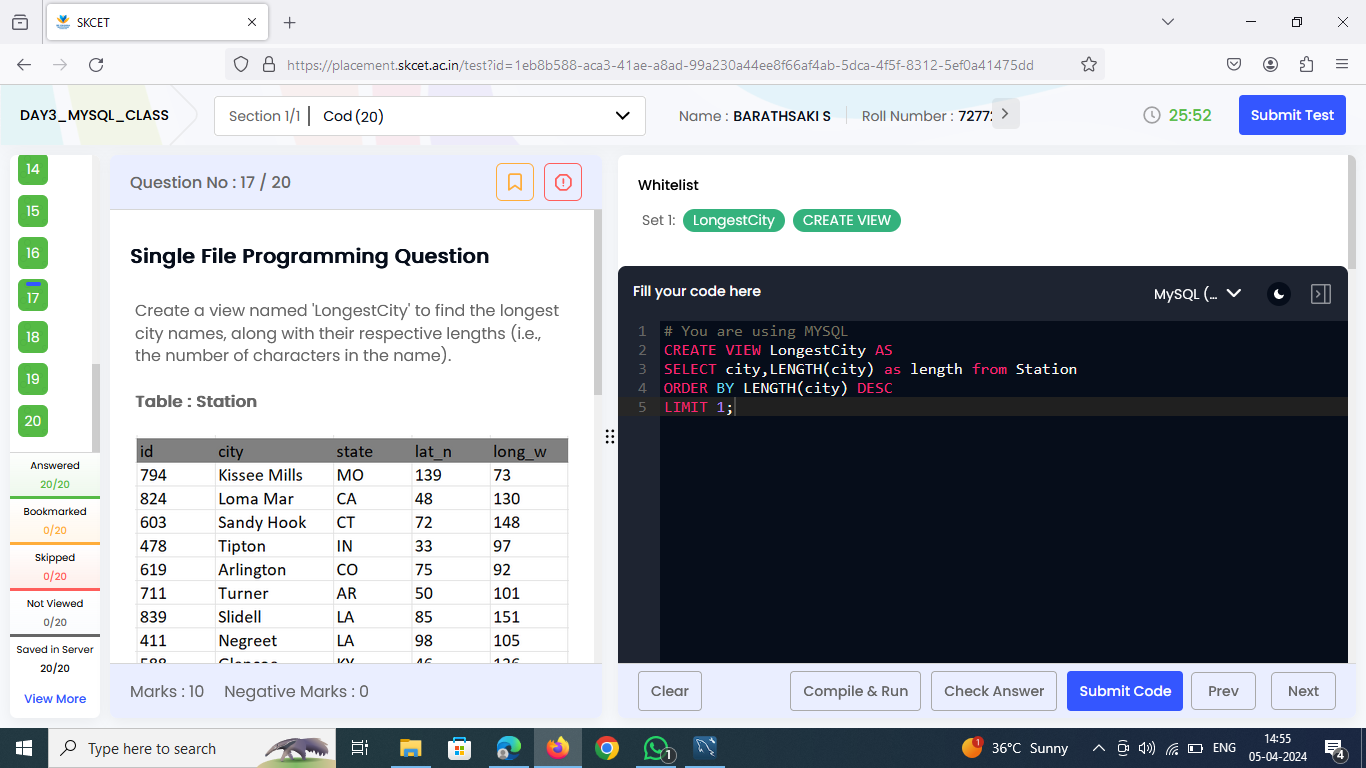 SKCET
https://placement.skcet.ac.in/test?id=1eb8b588-aca3-41ae-a8ad-99a230a44ee8f66af4ab-5dca-4f5f-8312-5ef0a41475dd
DAY3_MYSQL_CLASS
Section 1/1 | Cod (20)
Name : BARATHSAKI S
Roll Number :
25:52
Submit Test
14
15
16
17
18
19
20
Answered
20/20
Bookmarked
0/20
Skipped
0/20
Not Viewed
0/20
Saved in Server
20/20
View More
Question No : 17 / 20
Single File Programming Question
Create a view named 'LongestCity' to find the longest
city names, along with their respective lengths (i.e.,
the number of characters in the name).
Table : Station
id city state lat_n long_w
794 Kissee Mills MO 139 73
824 Loma Mar CA 48 130
603 Sandy Hook CT 72 148
478 Tipton IN 33 97
619 Arlington CO 75 92
711 Turner AR 50 101
839 Slidell LA 85 151
411 Negreet LA 98 105
Marks : 10 Negative Marks : 0
Whitelist
Set 1: LongestCity CREATE VIEW
Fill your code here
MySQL (...
1 # You are using MYSQL
2 CREATE VIEW LongestCity AS
3 SELECT city,LENGTH(city) as length from Station
4 ORDER BY LENGTH(city) DESC
5 LIMIT 1;
Clear
Compile & Run
Check Answer
Submit Code
Prev
Next
Type here to search
1
1
36°C Sunny
ENG
14:55
05-04-2024
4